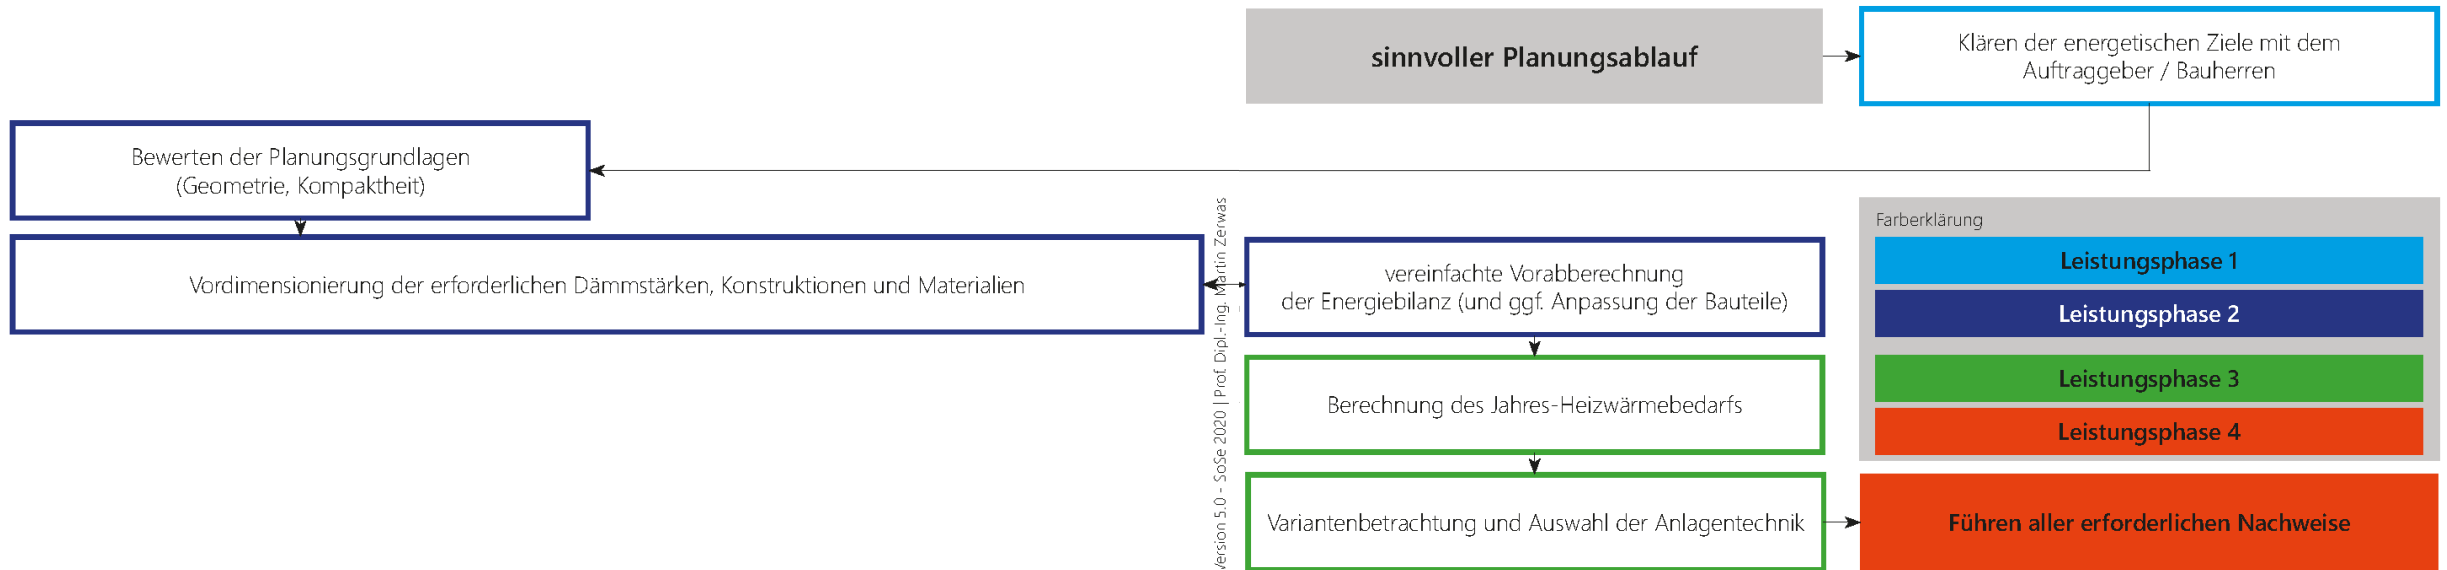 sinnvoller Planungsablauf
Klären der energetischen Ziele mit dem
Auftraggeber / Bauherren
Bewerten der Planungsgrundlagen
(Geometrie, Kompaktheit)
Vordimensionierung der erforderlichen Dämmstärken, Konstruktionen und Materialien
vereinfachte Vorabberechnung
der Energiebilanz (und ggf. Anpassung der Bauteile)
Berechnung des Jahres-Heizwärmebedarfs
Variantenbetrachtung und Auswahl der Anlagentechnik
Führen aller erforderlichen Nachweise
Farberklärung
Leistungsphase 1
Leistungsphase 2
Leistungsphase 3
Leistungsphase 4
Version 5.0 - SoSe 2020 | Prof. Dipl.-Ing. Martin Zerwas